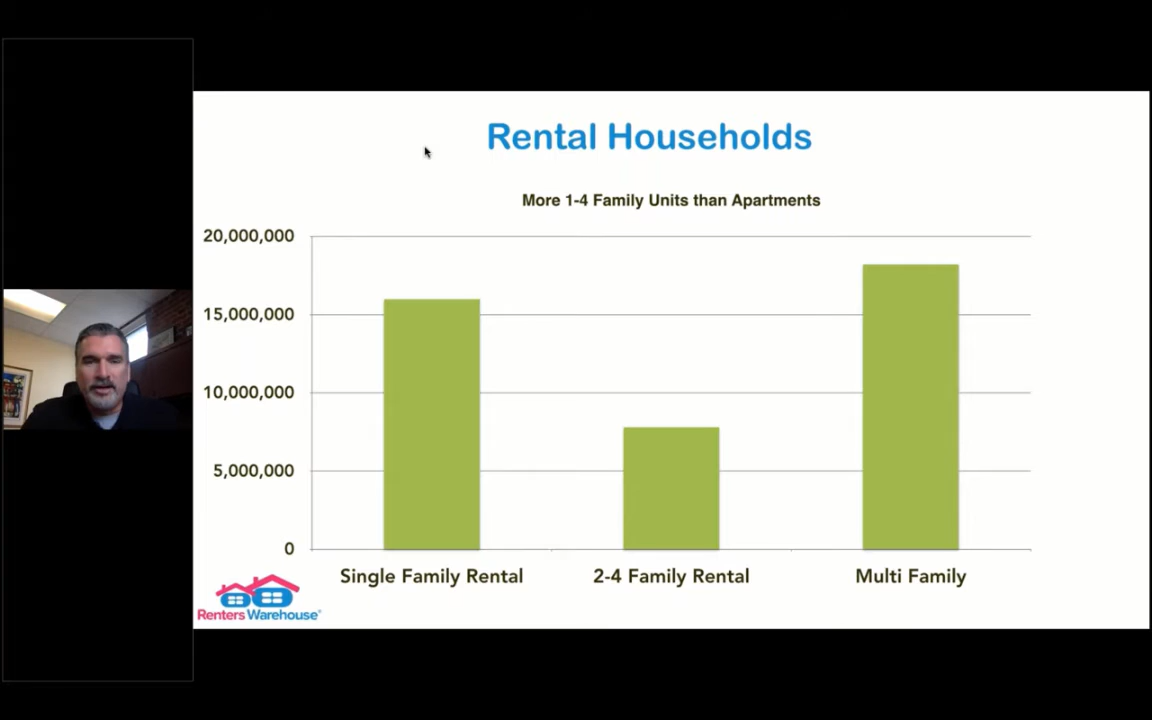 Rental Households
More 1-4 Family Units than Apartments
20,000,000
15,000,000
10,000,000
5,000,000
0
Single Family Rental
2-4 Family Rental
Multi Family
Renters Warehouse®